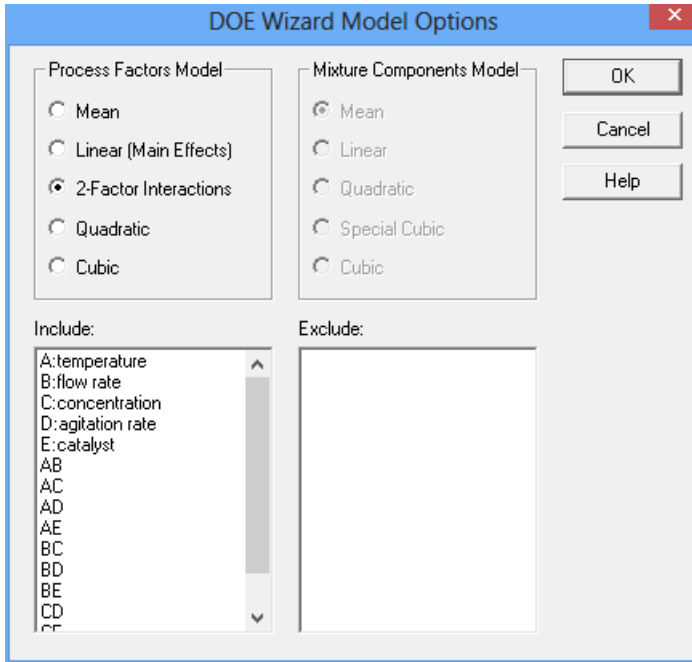 DOE Wizard Model Options
Process Factors Model
Mean
Linear (Main Effects)
2-Factor Interactions
Quadratic
Cubic
Mixture Components Model
Mean
Linear
Quadratic
Special Cubic
Cubic
OK
Cancel
Help
Include:
A:temperature
B:flow rate
C:concentration
D:agitation rate
E:catalyst
AB
AC
AD
AE
BC
BD
BE
CD
CE
Exclude: